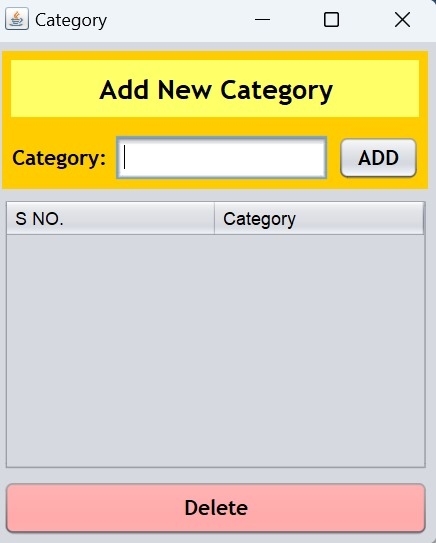 Category
Add New Category
Category: ADD
S NO. Category
Delete